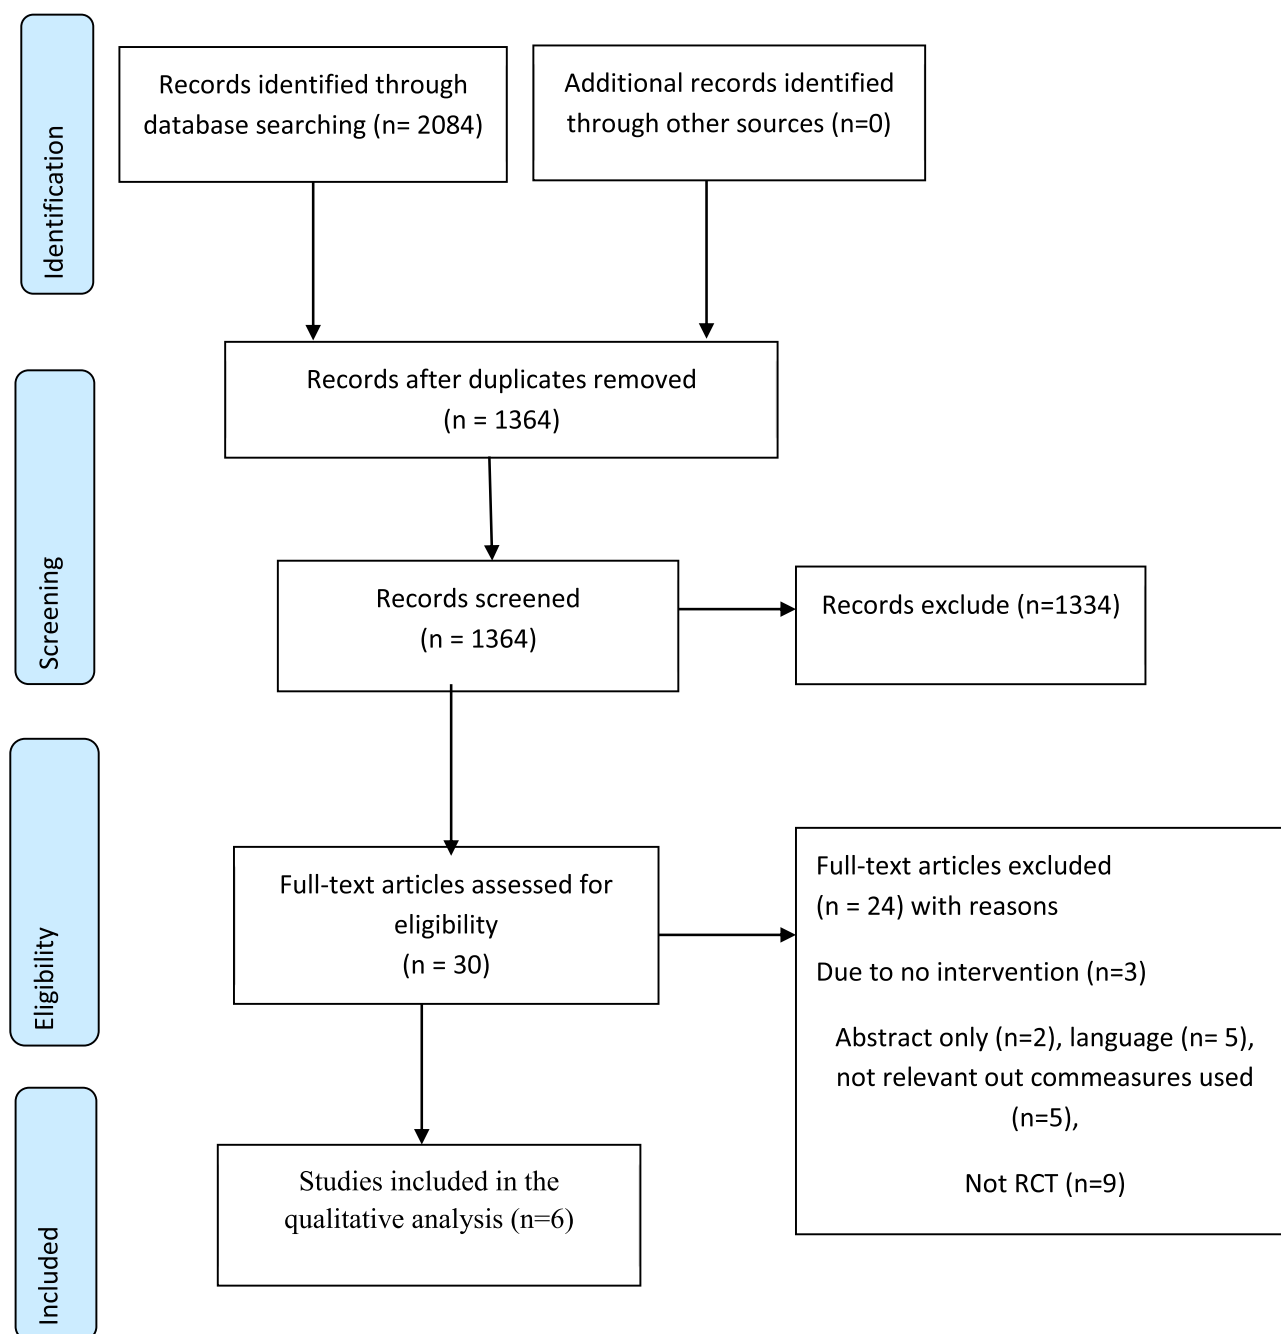 Identification
Records identified through
database searching (n= 2084)
Additional records identified
through other sources (n=0)
Screening
Records after duplicates removed
(n = 1364)
Records screened
(n = 1364)
Records exclude (n=1334)
Eligibility
Full-text articles assessed for
eligibility
(n = 30)
Full-text articles excluded
(n = 24) with reasons
Due to no intervention (n=3)
Abstract only (n=2), language (n= 5),
not relevant out commeasures used
(n=5),
Not RCT (n=9)
Included
Studies included in the
qualitative analysis (n=6)